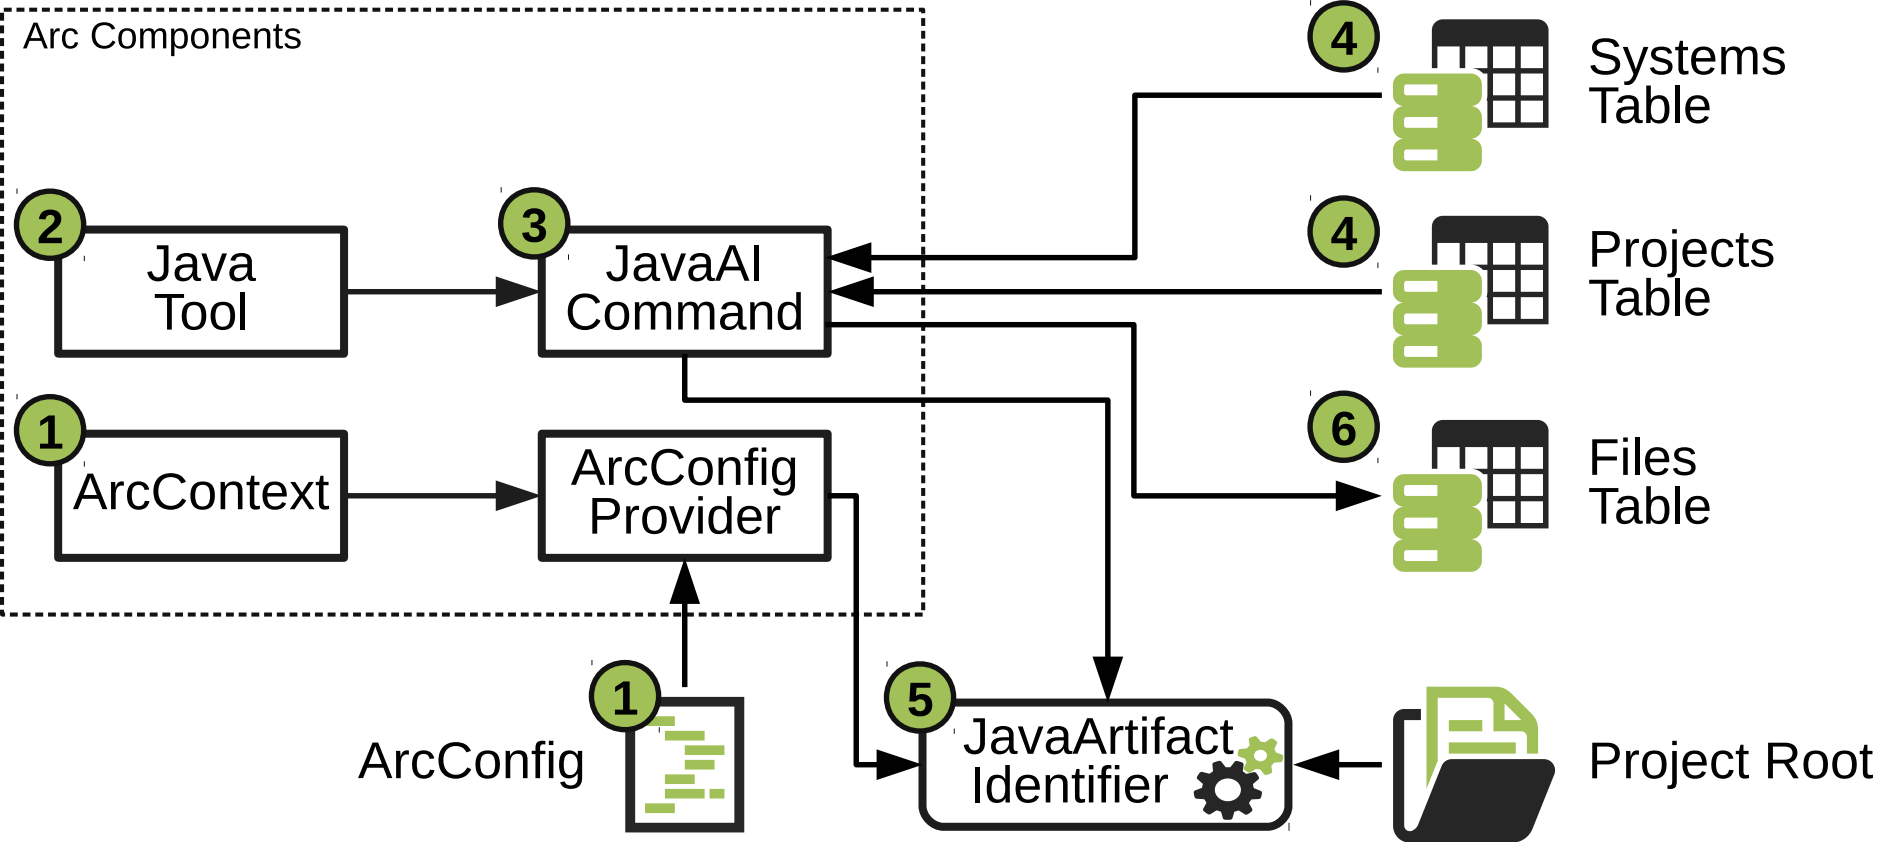 Arc Components
4
Systems
Table
2
Java
Tool
3
JavaAI
Command
4
Projects
Table
1
ArcContext
ArcConfig
Provider
6
Files
Table
1
ArcConfig
5
JavaArtifact
Identifier
Project Root